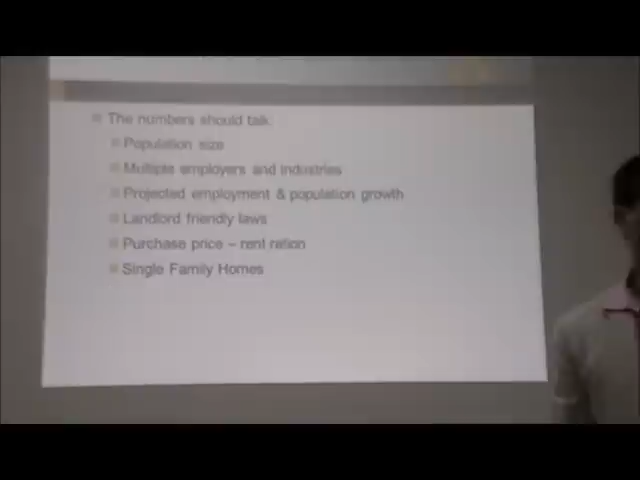 The numbers should talk
Population size
Multiple employers and industries
Projected employment & population growth
Landlord friendly laws
Purchase price – rent retion
Single Family Homes